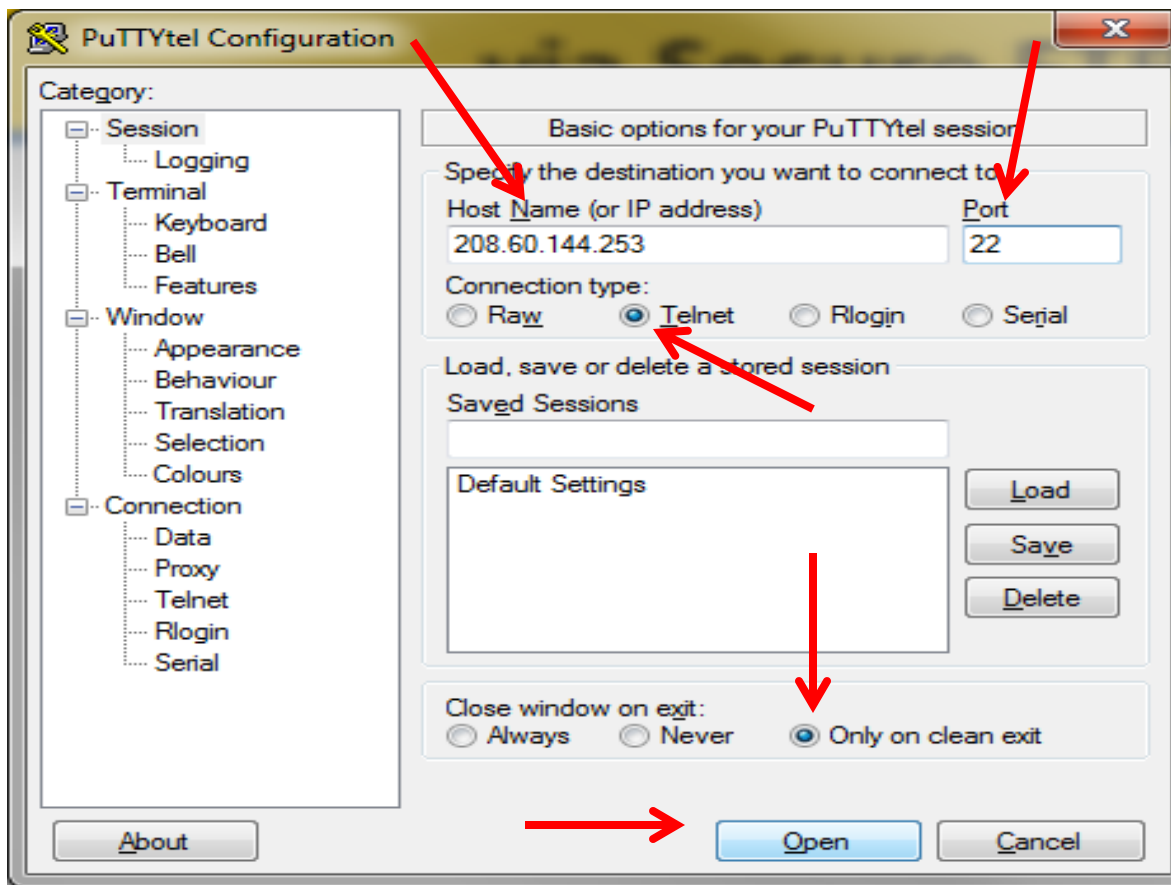 PuTTYtel Configuration
via Secure
Category:
Session
Logging
Terminal
Keyboard
Bell
Features
Window
Appearance
Behaviour
Translation
Selection
Colours
Connection
Data
Proxy
Telnet
Rlogin
Serial
Basic options for your PuTTYtel session
Specify the destination you want to connect to
Host Name (or IP address) Port
208.60.144.253 22
Connection type:
Raw Telnet Rlogin Serial
Load, save or delete a stored session
Saved Sessions
Default Settings
Load
Save
Delete
Close window on exit:
Always Never Only on clean exit
About Open Cancel